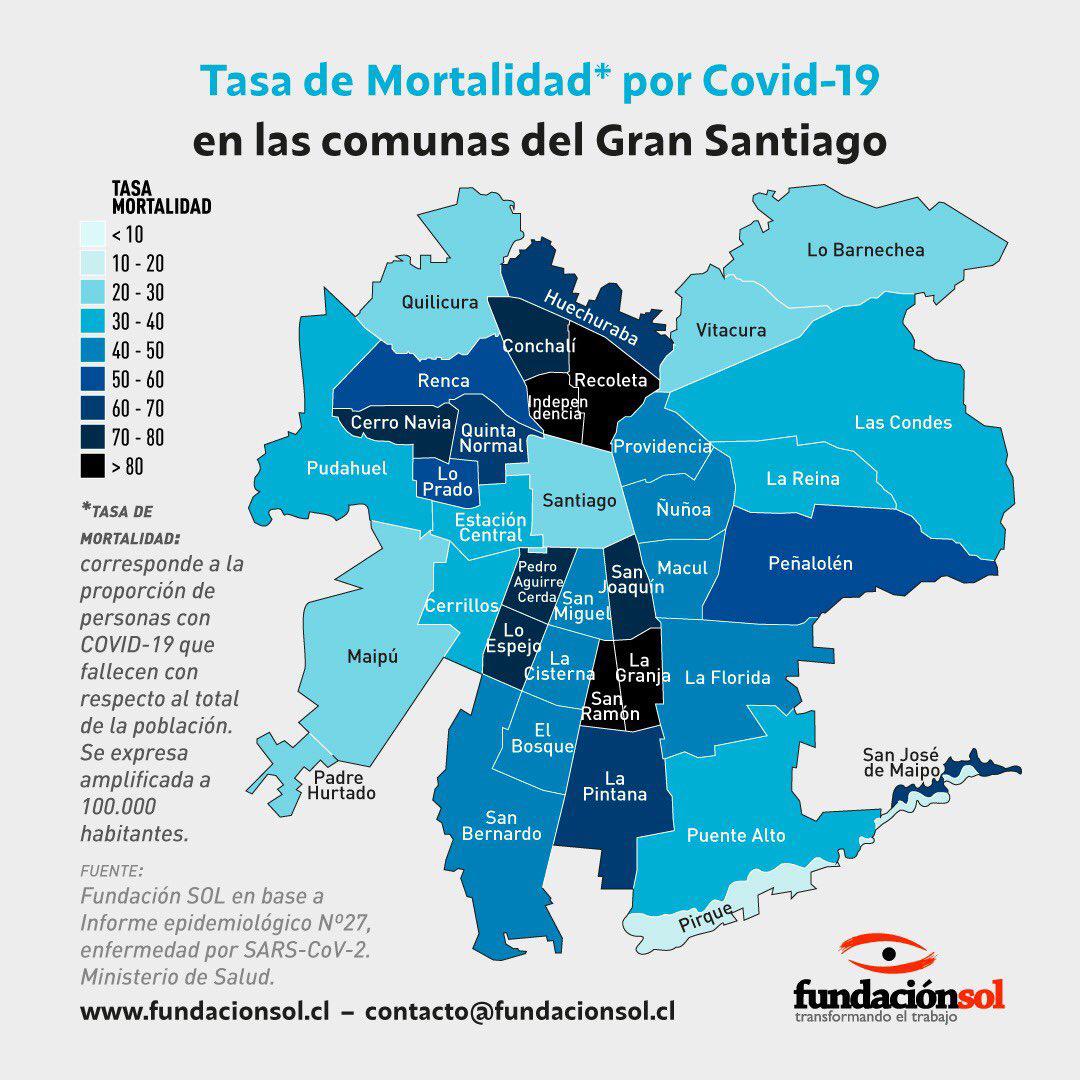 Tasa de Mortalidad* por Covid-19
en las comunas del Gran Santiago
TASA
MORTALIDAD
< 10
10 - 20
20 - 30
30 - 40
40 - 50
50 - 60
60 - 70
70 - 80
> 80
*TASA DE
MORTALIDAD:
corresponde a la
proporción de
personas con
COVID-19 que
fallecen con
respecto al total
de la población.
Se expresa
amplificada a
100.000
habitantes.
FUENTE:
Fundación SOL en base a
Informe epidemiológico Nº27,
enfermedad por SARS-CoV-2.
Ministerio de Salud.
www.fundacionsol.cl – contacto@fundacionsol.cl
Lo Barnechea
Quilicura
Huechuraba
Vitacura
Conchalí
Renca
Recoleta
Indepen
dencia
Cerro Navia
Quinta
Normal
Providencia
Las Condes
Pudahuel
Lo
Prado
La Reina
Santiago
Ñuñoa
Estación
Central
Peñalolén
Pedro
Aguirre
Cerda
San
Joaquín
Macul
San
Miguel
Cerrillos
Lo
Espejo
Maipú
La
Cisterna
La
Granja
La Florida
San
Ramón
El
Bosque
Padre
Hurtado
La
Pintana
San José
de Maipo
San
Bernardo
Puente Alto
Pirque
fundaciónsol
transformando el trabajo